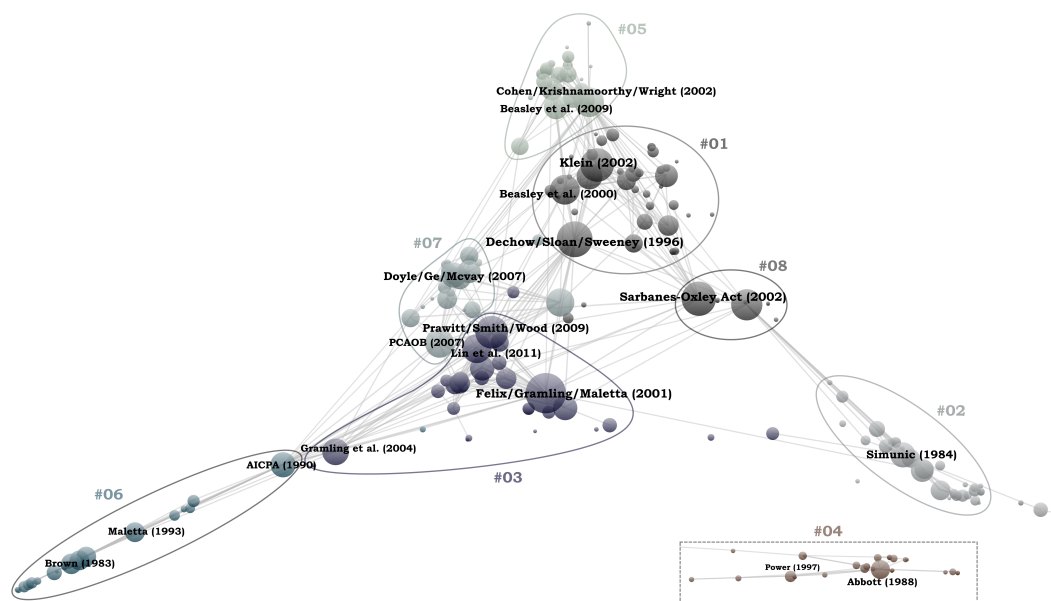 #05
Cohen/Krishnamoorthy/Wright (2002)
Beasley et al. (2009)
#01
Klein (2002)
Beasley et al. (2000)
Dechow/Sloan/Sweeney (1996)
#07
Doyle/Ge/Mcvay (2007)
#08
Sarbanes-Oxley Act (2002)
Prawitt/Smith/Wood (2009)
PCAOB (2007)
Lin et al. (2011)
Felix/Gramling/Maletta (2001)
#02
Simunic (1984)
Gramling et al. (2004)
AICPA (1990)
#03
#06
Maletta (1993)
Brown (1983)
#04
Power (1997)
Abbott (1988)